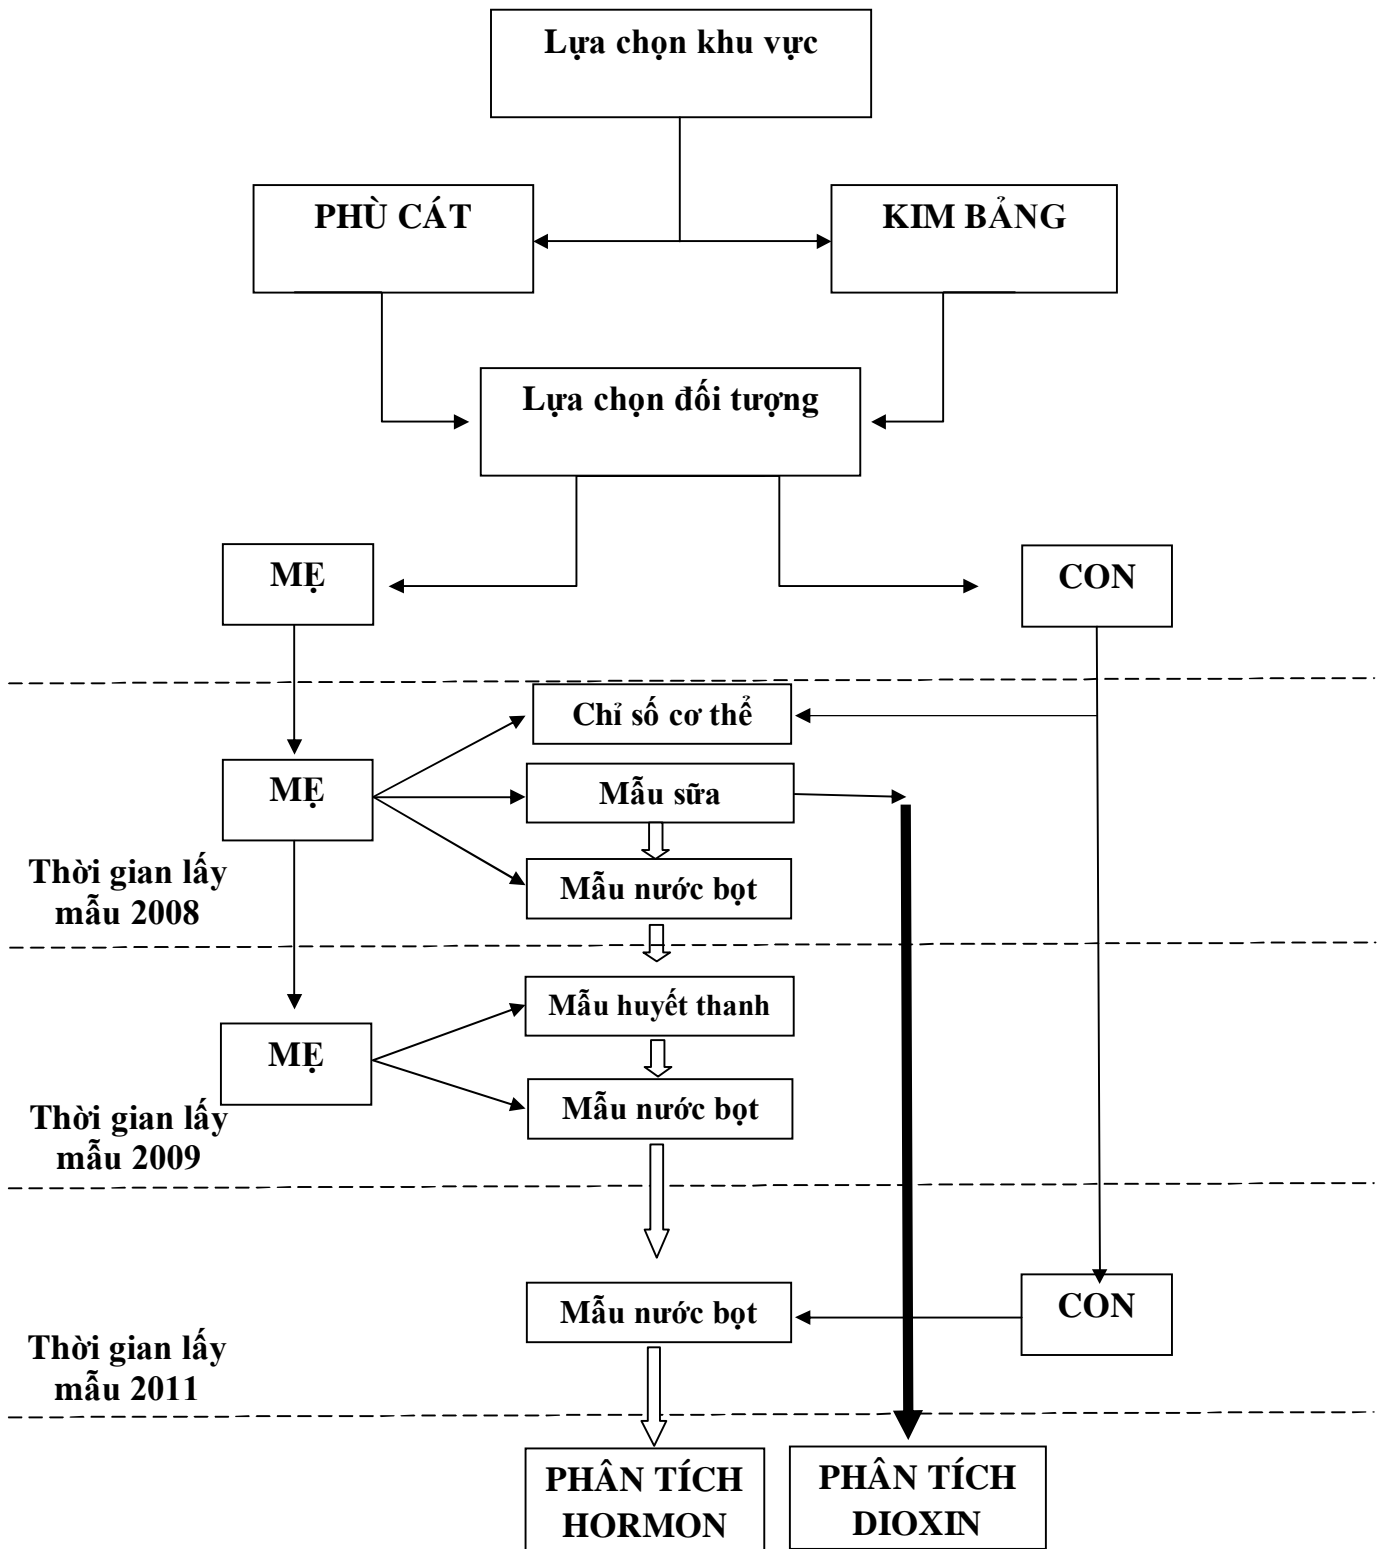 Lựa chọn khu vực
PHÙ CÁT
KIM BẢNG
Lựa chọn đối tượng
MẸ
CON
Chỉ số cơ thể
MẸ
Mẫu sữa
Thời gian lấy
mẫu 2008
Mẫu nước bọt
Mẫu huyết thanh
MẸ
Thời gian lấy
mẫu 2009
Mẫu nước bọt
Mẫu nước bọt
CON
Thời gian lấy
mẫu 2011
PHÂN TÍCH
HORMON
PHÂN TÍCH
DIOXIN